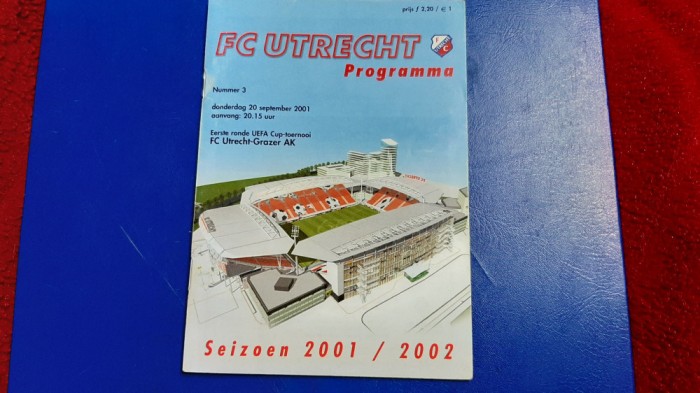 prijs f 2,20 / € 1
FC UTRECHT
Programma
Nummer 3
donderdag 20 september 2001
aanvang: 20.15 uur
Eerste ronde UEFA Cup-toernooi
FC Utrecht-Grazer AK
Seizoen 2001 / 2002